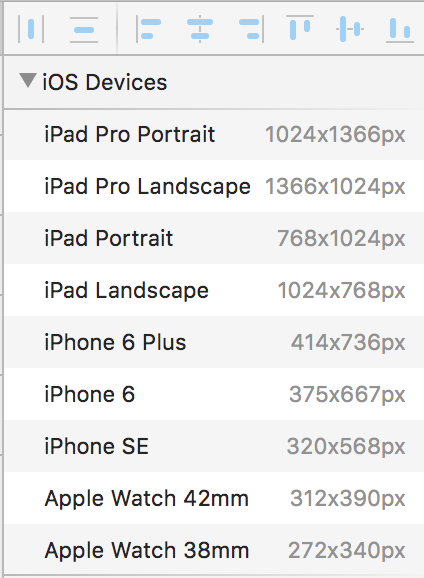 iOS Devices
iPad Pro Portrait 1024x1366px
iPad Pro Landscape 1366x1024px
iPad Portrait 768x1024px
iPad Landscape 1024x768px
iPhone 6 Plus 414x736px
iPhone 6 375x667px
iPhone SE 320x568px
Apple Watch 42mm 312x390px
Apple Watch 38mm 272x340px